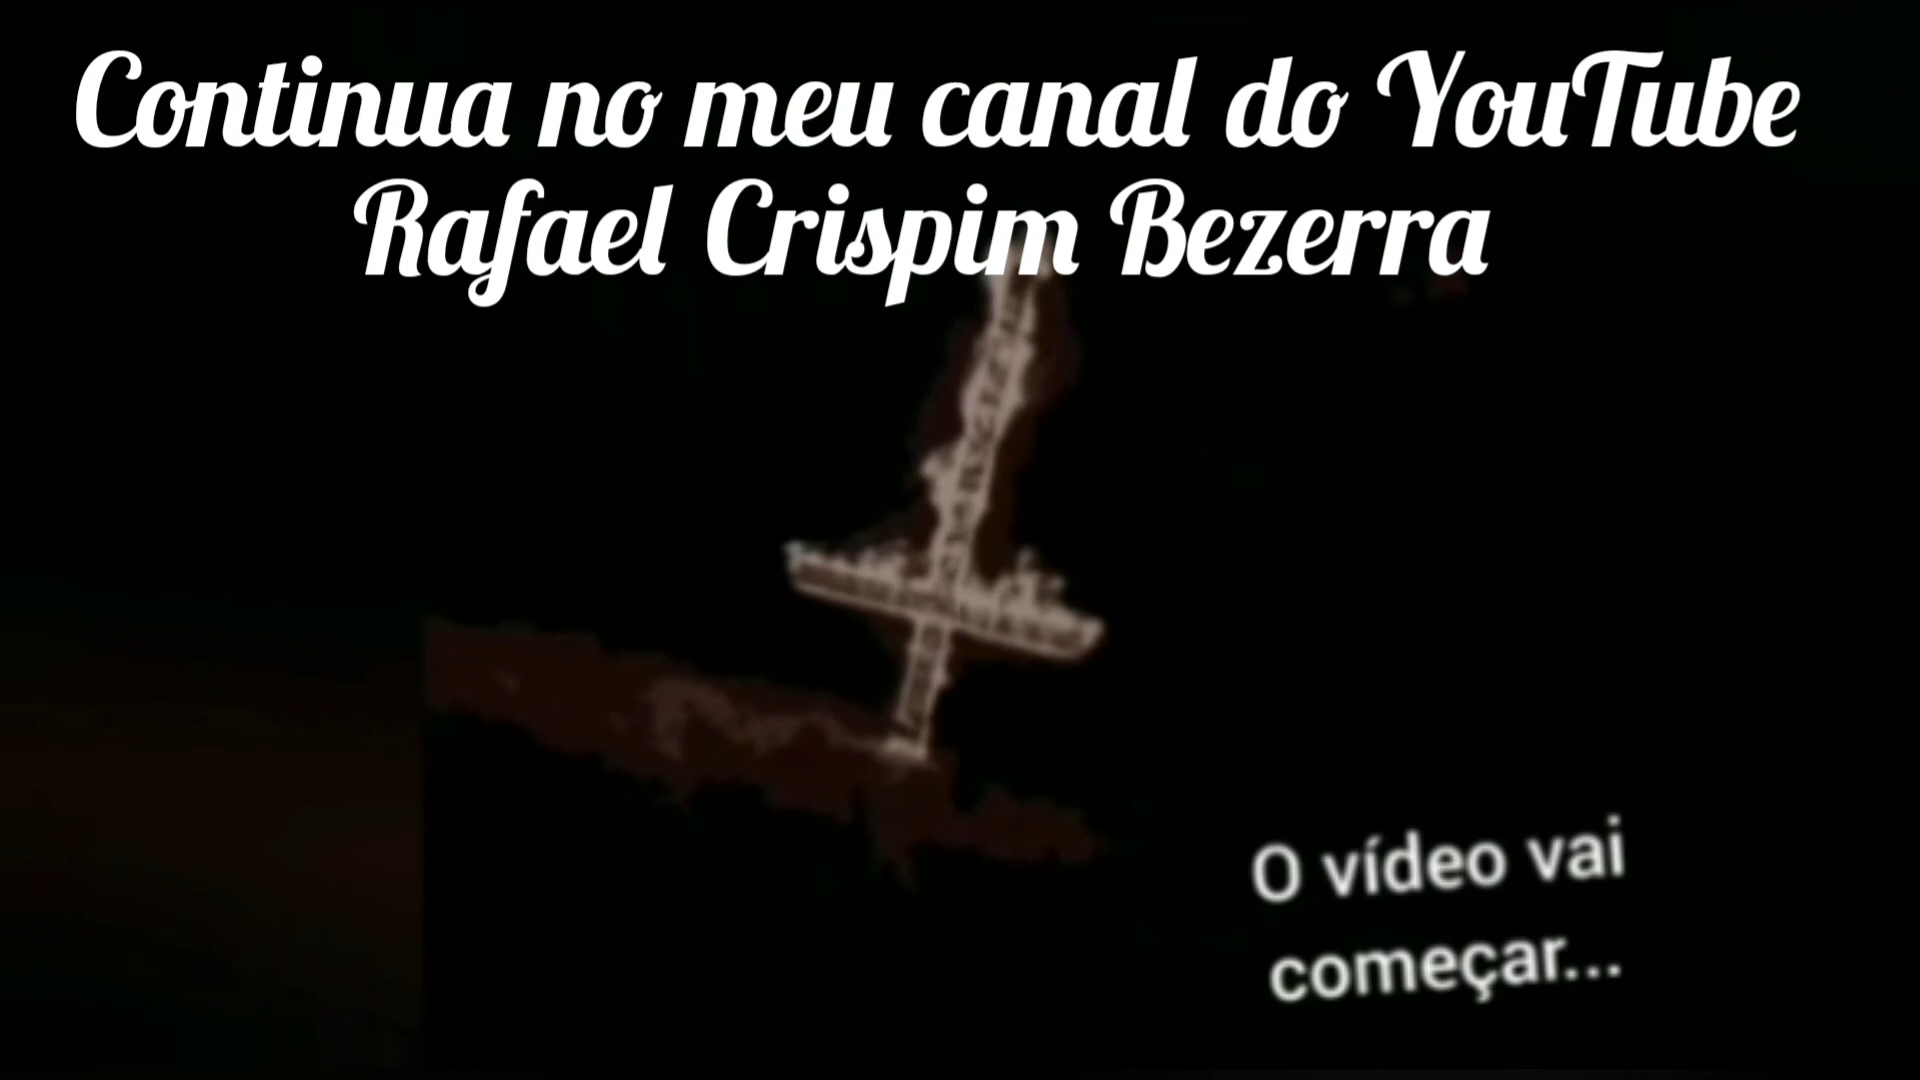 Continua no meu canal do YouTube
Rafael Crispim Bezerra
O vídeo vai
começar...